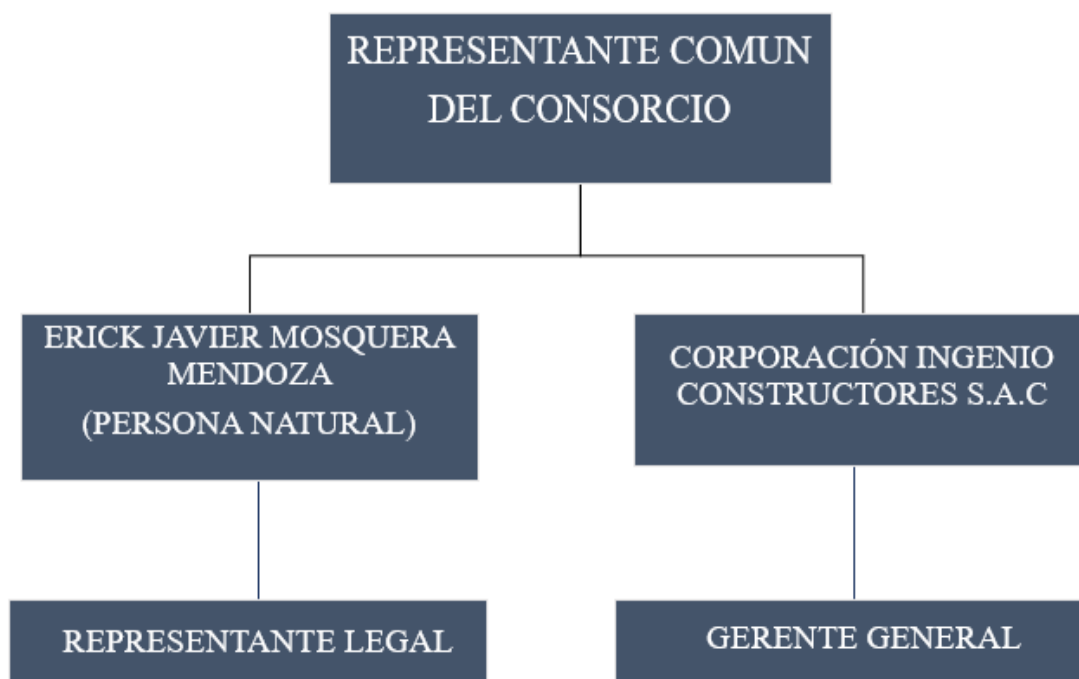 REPRESENTANTE COMUN
DEL CONSORCIO
ERICK JAVIER MOSQUERA
MENDOZA
(PERSONA NATURAL)
CORPORACIÓN INGENIO
CONSTRUCTORES S.A.C
REPRESENTANTE LEGAL
GERENTE GENERAL